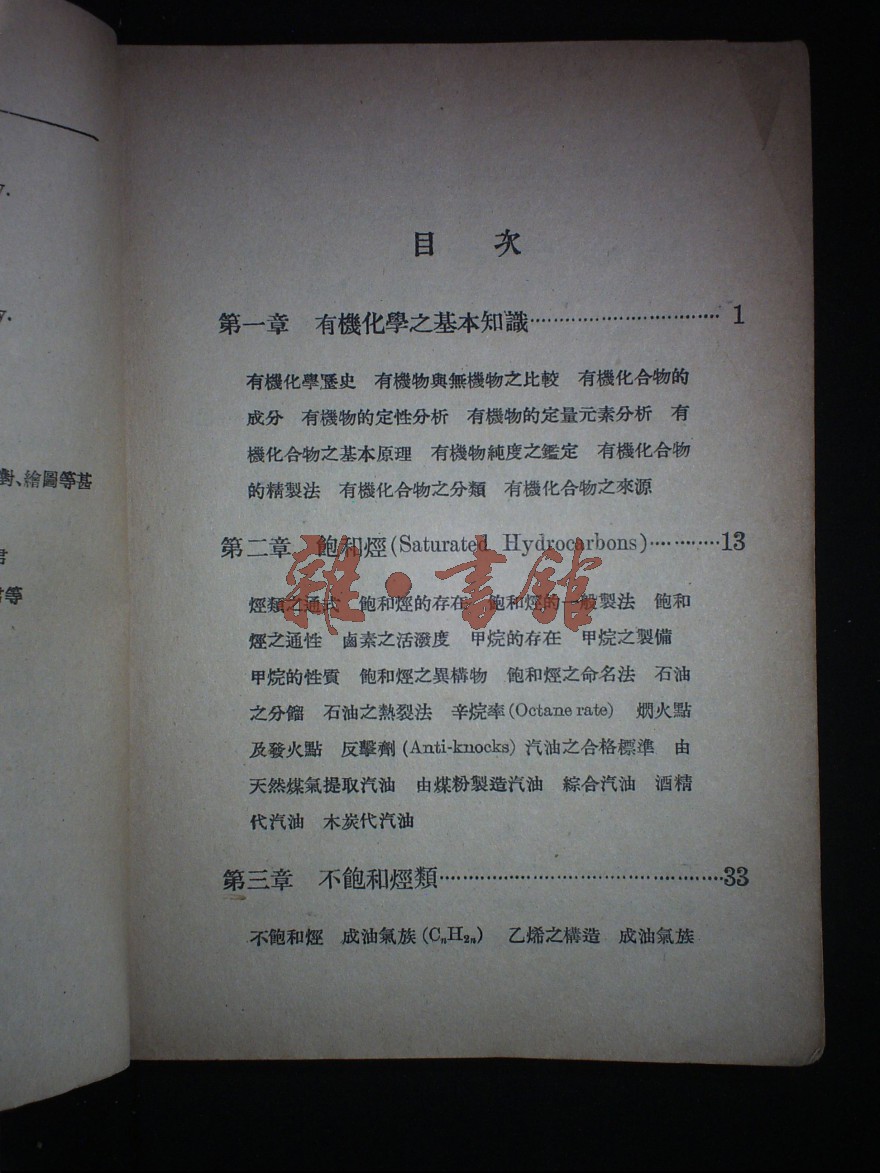 y.
y.
對、繪圖等甚
君
等
目 次
第一章 有機化學之基本知識······························ 1
有機化學歷史 有機物與無機物之比較 有機化合物的
成分 有機物的定性分析 有機物的定量元素分析 有
機化合物之基本原理 有機物純度之鑑定 有機化合物
的精製法 有機化合物之分類 有機化合物之來源
第二章 飽和烴(Saturated Hydrocarbons)············13
雜·書館
烴類之通式 飽和烴的存在 飽和烴的一般製法 飽和
烴之通性 鹵素之活潑度 甲烷的存在 甲烷之製備
甲烷的性質 飽和烴之異構物 飽和烴之命名法 石油
之分餾 石油之熱裂法 辛烷率(Octane rate) 燜火點
及發火點 反擊劑(Anti-knocks) 汽油之合格標準 由
天然煤氣提取汽油 由煤粉製造汽油 綜合汽油 酒精
代汽油 木炭代汽油
第三章 不飽和烴類··············································33
不飽和烴 成油氣族(CₙH₂ₙ) 乙烯之構造 成油氣族